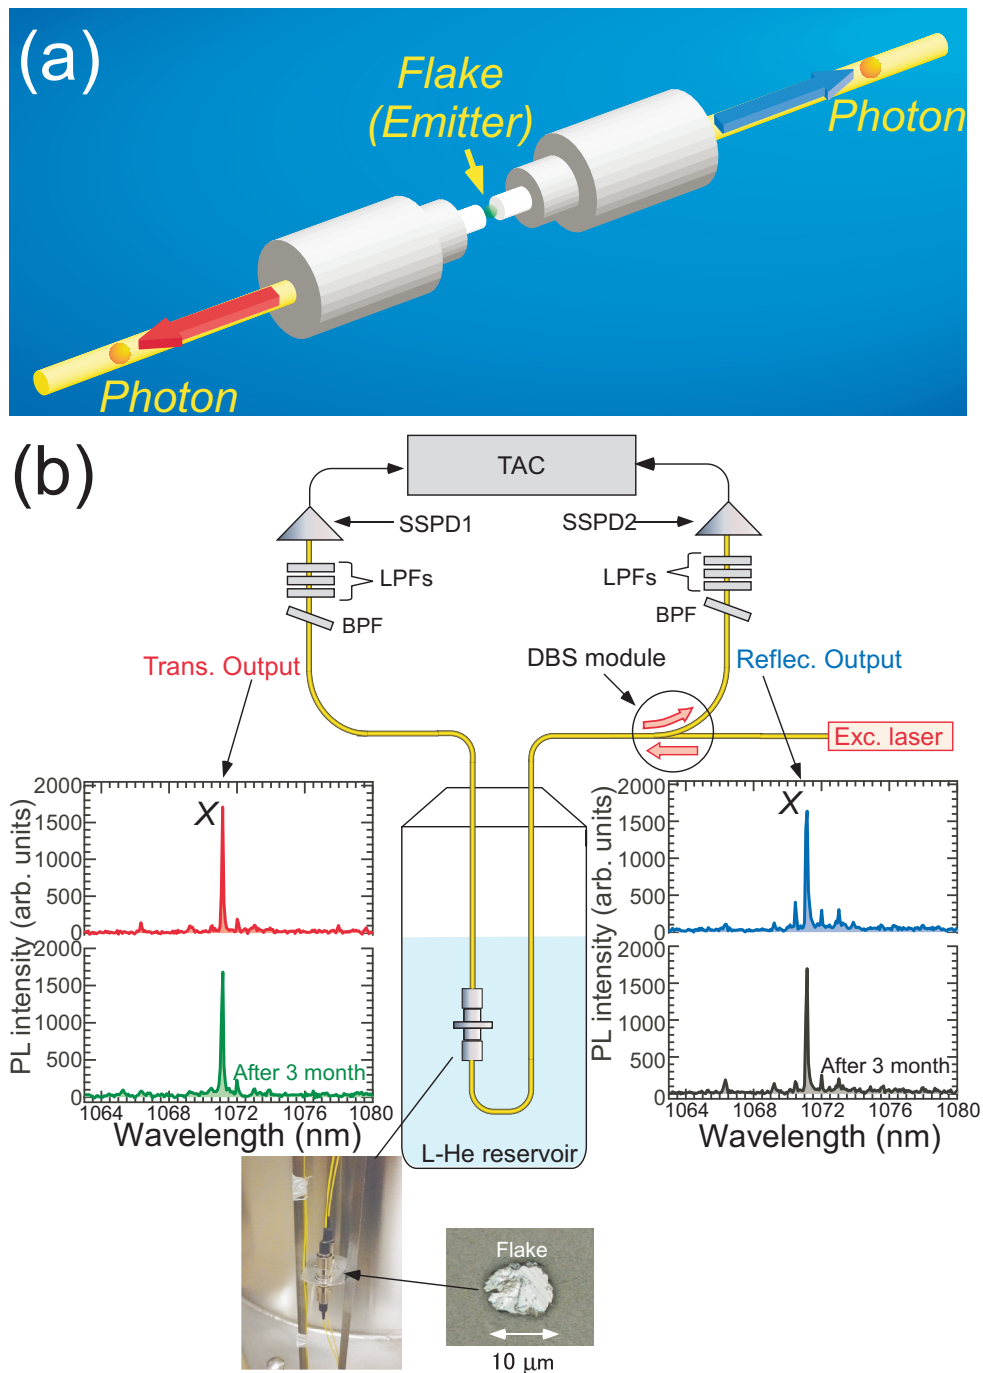 (a)
Flake
(Emitter)
Photon
Photon
(b)
TAC
SSPD1
SSPD2
LPFs
LPFs
BPF
BPF
Trans. Output
DBS module
Reflec. Output
Exc. laser
PL intensity (arb. units)
2000
1500
1000
500
0
X
2000
1500
1000
500
0
After 3 month
1064 1068 1072 1076 1080
Wavelength (nm)
PL intensity (arb. units)
2000
1500
1000
500
0
X
2000
1500
1000
500
0
After 3 month
1064 1068 1072 1076 1080
Wavelength (nm)
L-He reservoir
Flake
10 μm